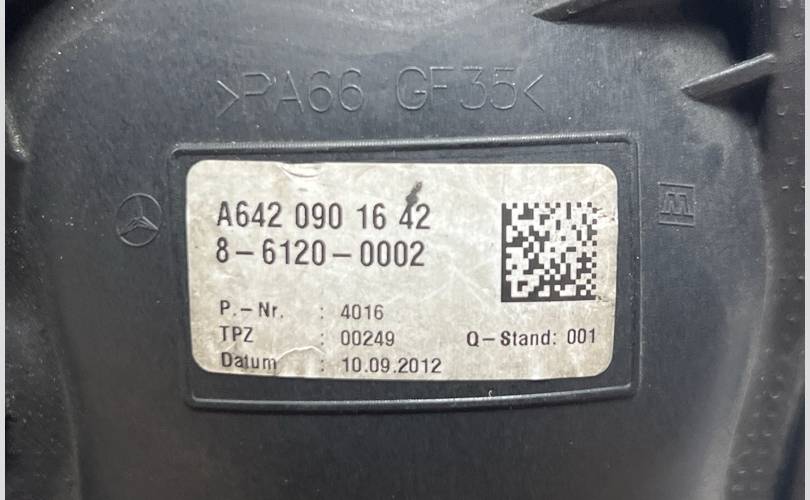 >PA66 GF35<
A642 090 16 42
8-6120-0002
P.-Nr. : 4016
TPZ : 00249 Q-Stand: 001
Datum : 10.09.2012